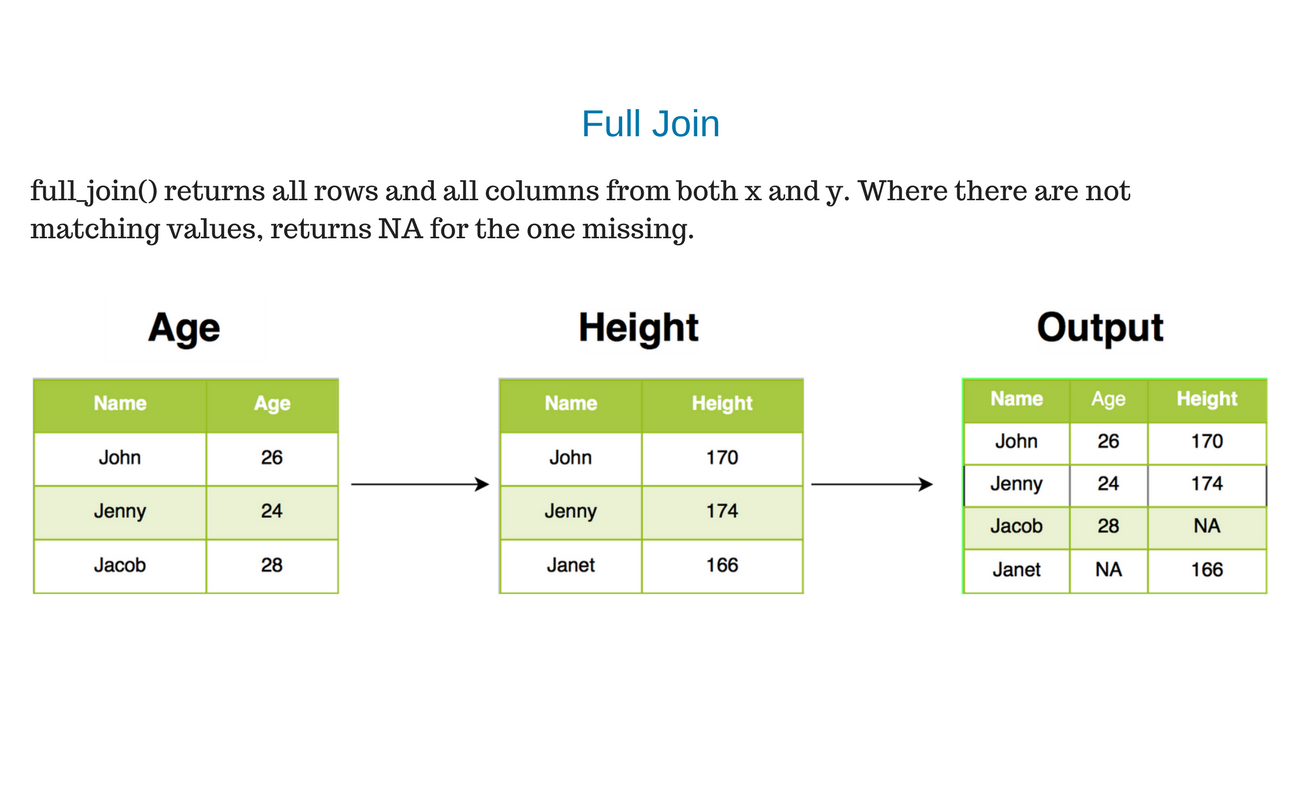 Full Join
full_join() returns all rows and all columns from both x and y. Where there are not
matching values, returns NA for the one missing.
Age
Name Age
John 26
Jenny 24
Jacob 28
Height
Name Height
John 170
Jenny 174
Janet 166
Output
Name Age Height
John 26 170
Jenny 24 174
Jacob 28 NA
Janet NA 166